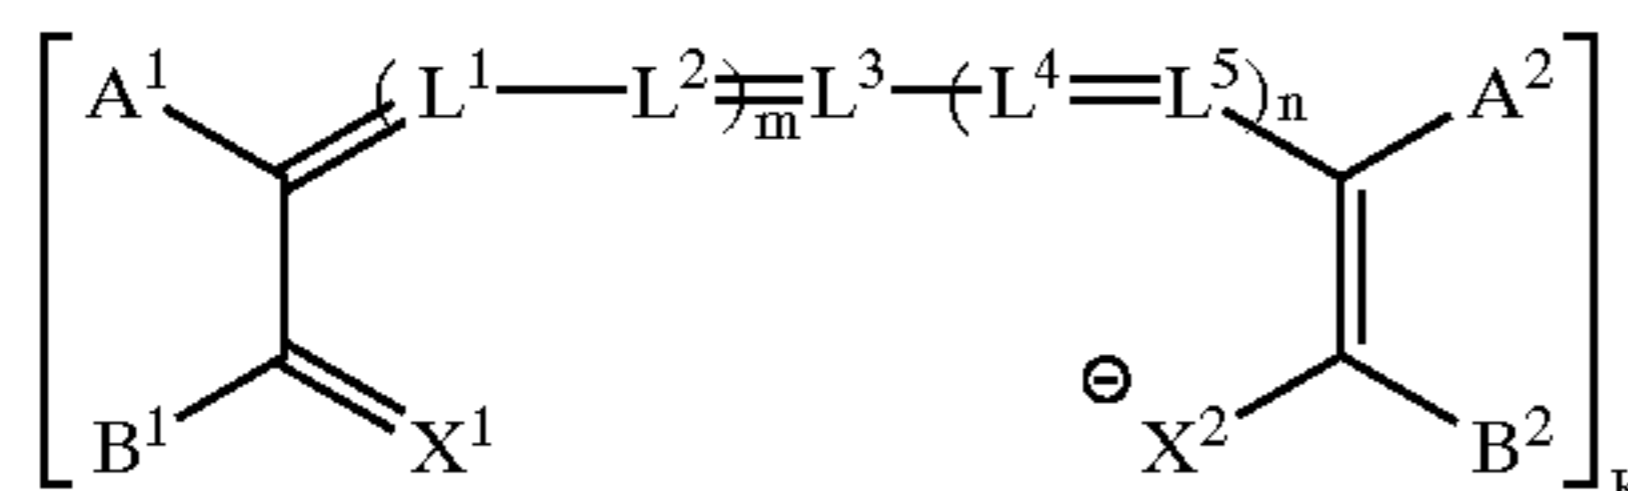 A¹ (L¹—L²)m=L³—(L⁴=L⁵)n A²
B¹ X¹ ⊖ X² B²